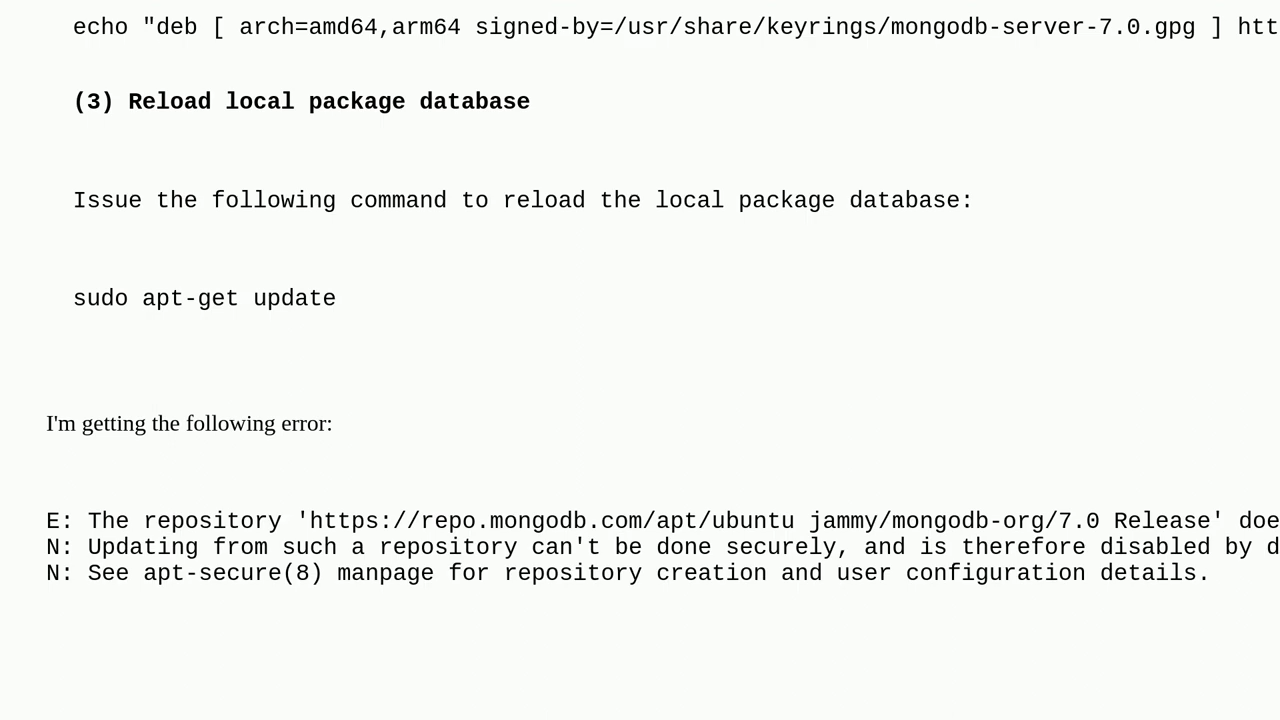 echo "deb [ arch=amd64,arm64 signed-by=/usr/share/keyrings/mongodb-server-7.0.gpg ] htt
(3) Reload local package database
Issue the following command to reload the local package database:
sudo apt-get update
I'm getting the following error:
E: The repository 'https://repo.mongodb.com/apt/ubuntu jammy/mongodb-org/7.0 Release' doe
N: Updating from such a repository can't be done securely, and is therefore disabled by d
N: See apt-secure(8) manpage for repository creation and user configuration details.